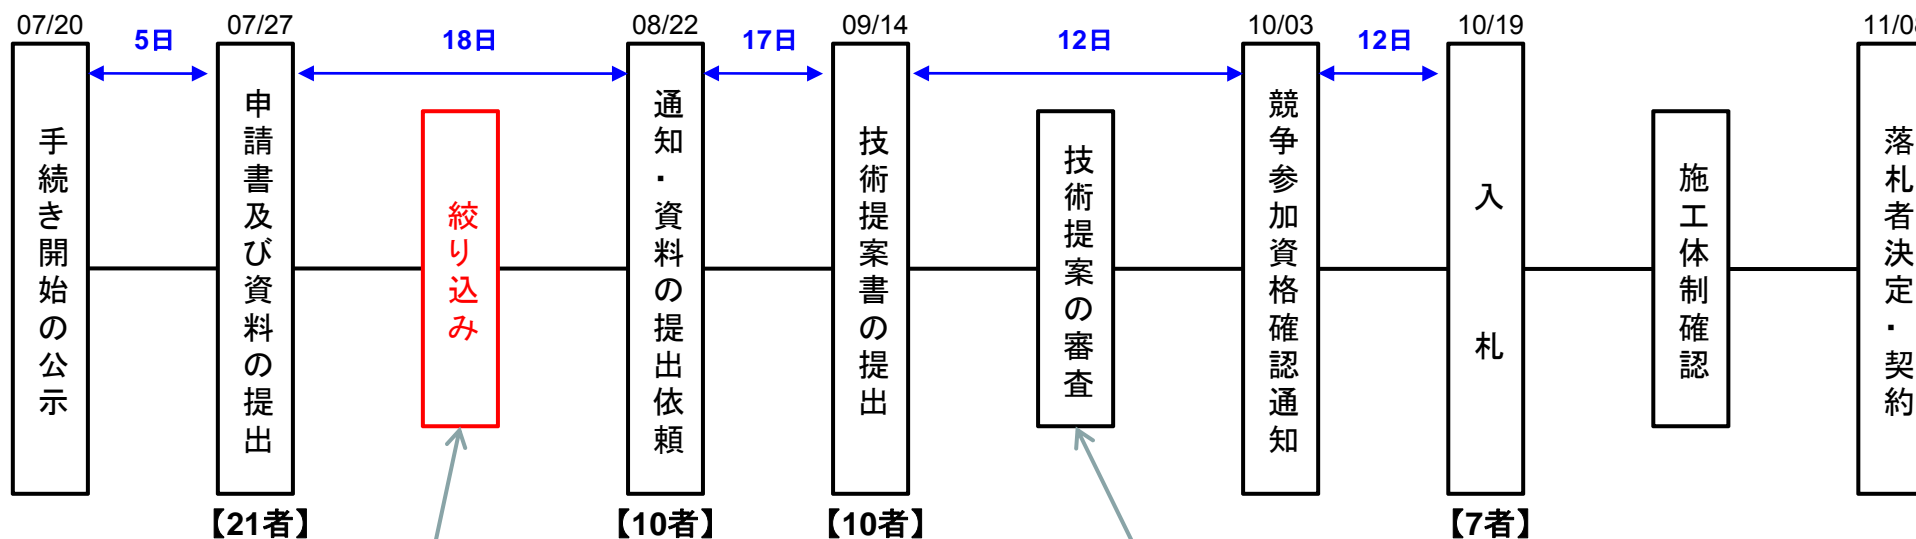 07/20
07/27
08/22
09/14
10/03
10/19
11/08
5日
18日
17日
12日
12日
手続き開始の公示
申請書及び資料の提出
絞り込み
通知・資料の提出依頼
技術提案書の提出
技術提案の審査
競争参加資格確認通知
入札
施工体制確認
落札者決定・契約
【21者】
【10者】
【10者】
【7者】